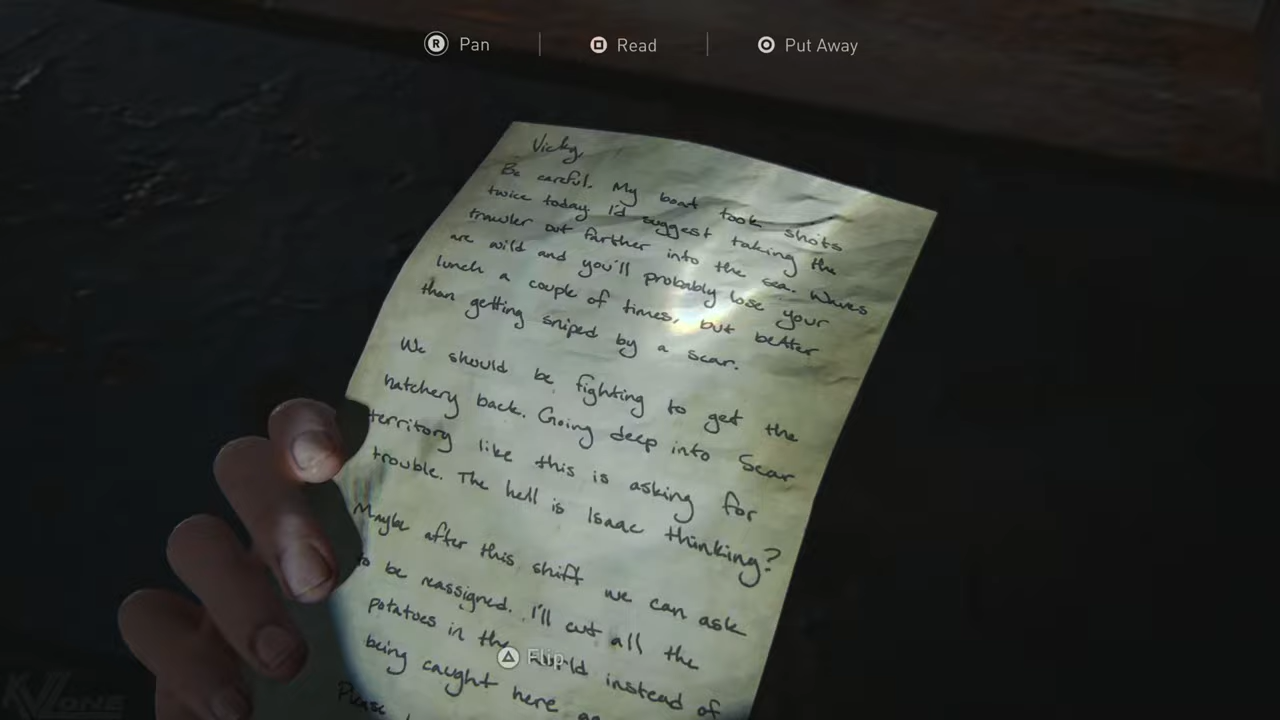 R Pan Read Put Away
Vicky,
Be careful. My boat took shots
twice today. I'd suggest taking the
trawler out farther into the sea. Waves
are wild and you'll probably lose your
lunch a couple of times, but better
than getting sniped by a scar.
We should be fighting to get the
hatchery back. Going deep into Scar
territory like this is asking for
trouble. The hell is Isaac thinking?
Maybe after this shift we can ask
to be reassigned. I'll cut all the
potatoes in the world instead of
being caught here
Please
Flip
KV ONE